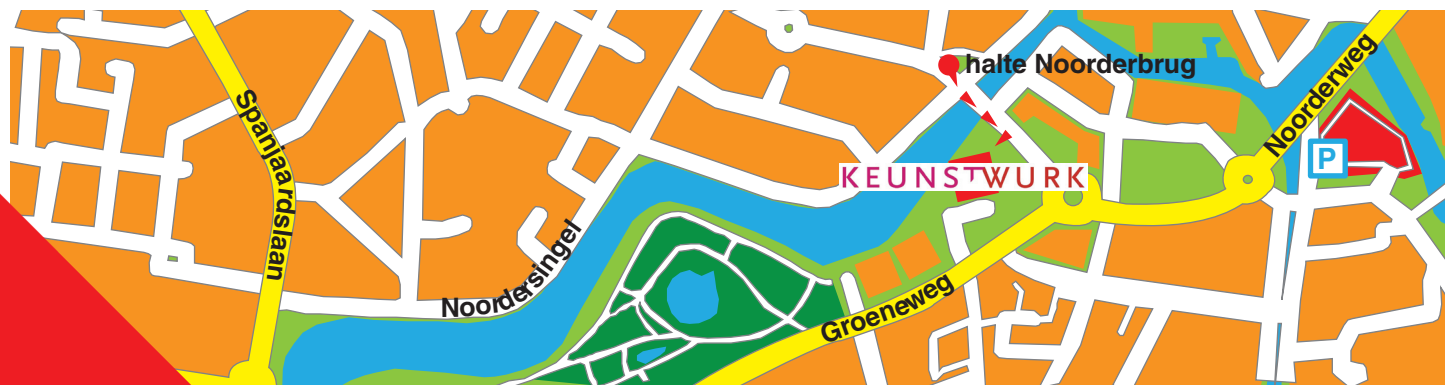 Spanjaardslaan
Noordersingel
halte Noorderbrug
KEUNSTWURK
Groeneweg
Noorderweg
P